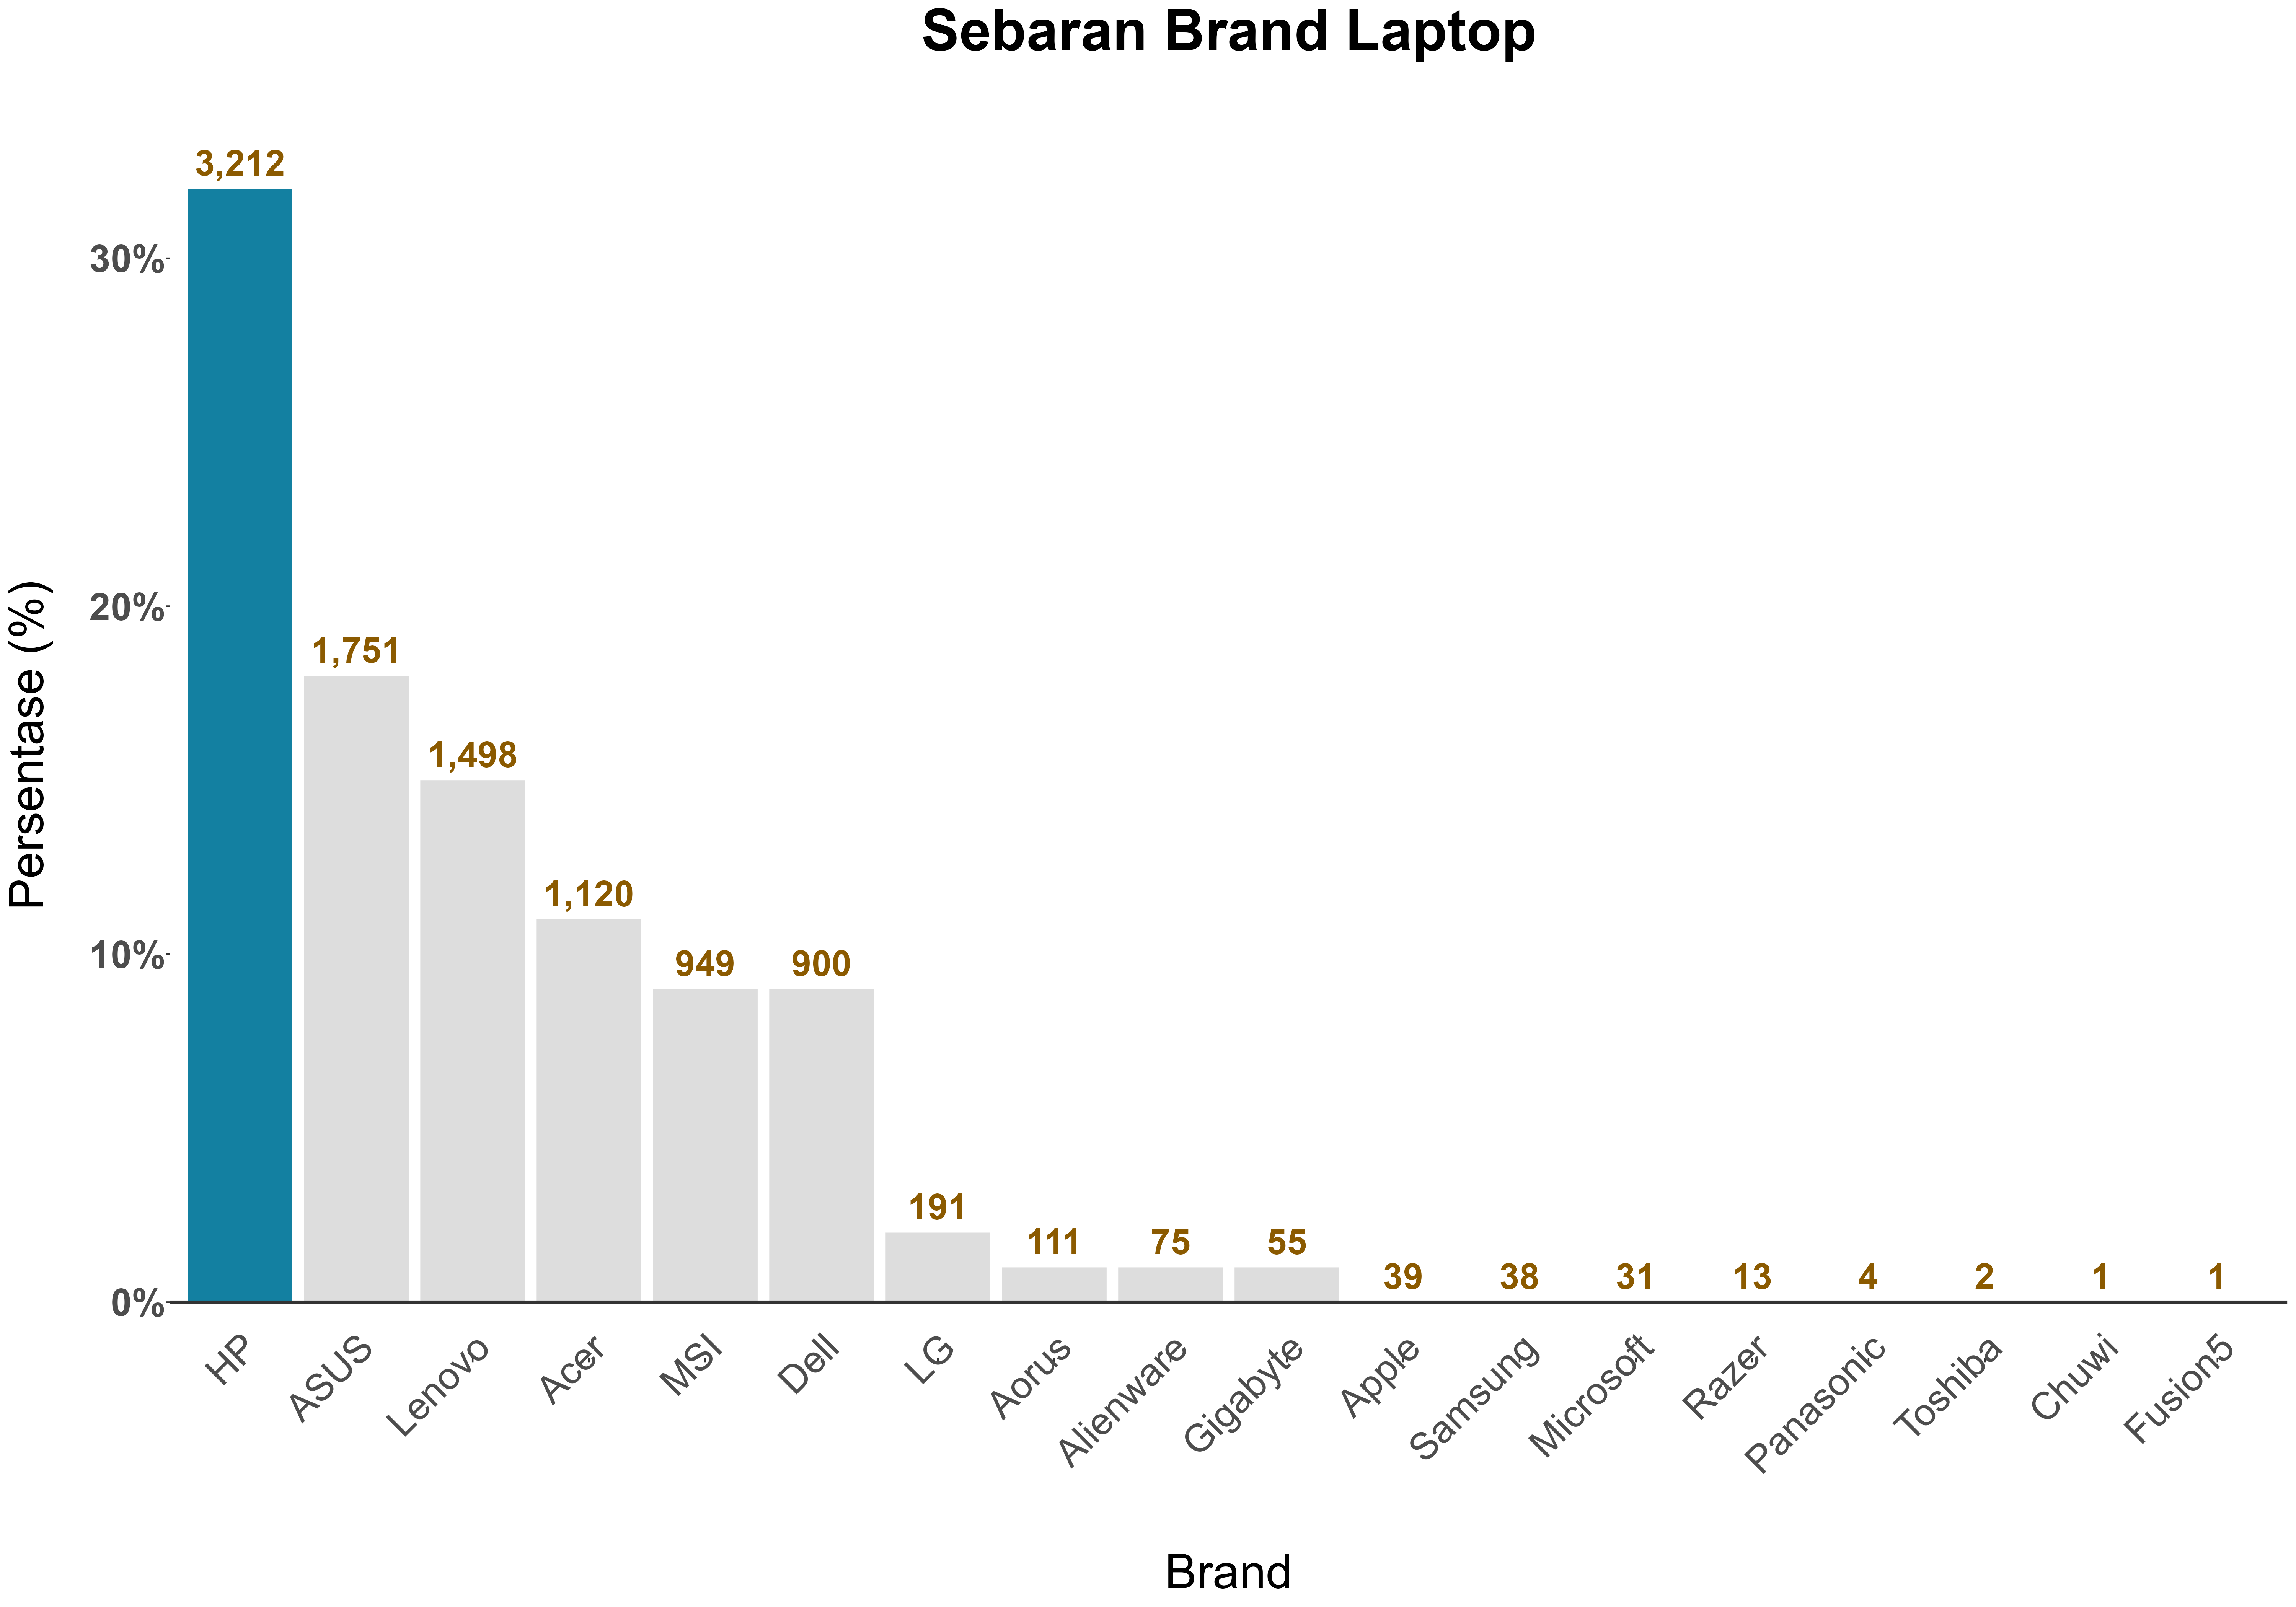 Sebaran Brand Laptop
3,212
30%
20%
1,751
1,498
1,120
10%
949
900
191
111
75
55
39
38
31
13
4
2
1
1
0%
Persentase (%)
HP
ASUS
Lenovo
Acer
MSI
Dell
LG
Aorus
Alienware
Gigabyte
Apple
Samsung
Microsoft
Razer
Panasonic
Toshiba
Chuwi
Fusion5
Brand